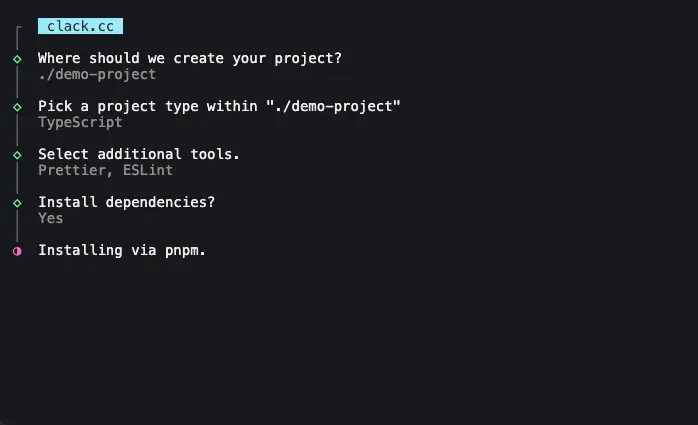 clack.cc
Where should we create your project?
./demo-project
Pick a project type within "./demo-project"
TypeScript
Select additional tools.
Prettier, ESLint
Install dependencies?
Yes
Installing via pnpm.